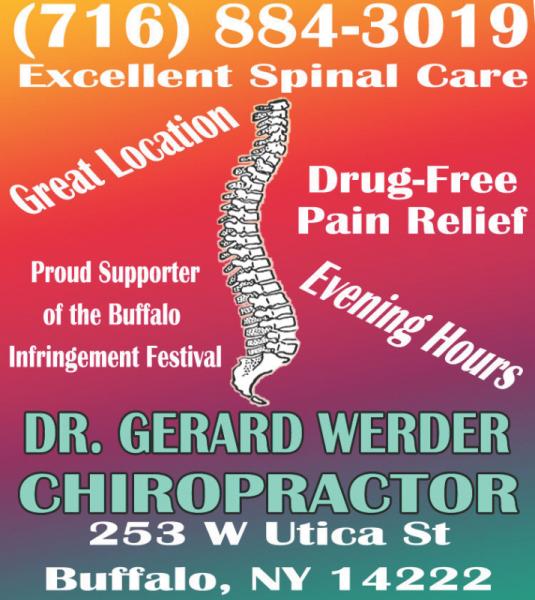 (716) 884-3019
Excellent Spinal Care
Great Location
Drug-Free
Pain Relief
Proud Supporter
of the Buffalo
Infringement Festival
Evening Hours
DR. GERARD WERDER
CHIROPRACTOR
253 W Utica St
Buffalo, NY 14222